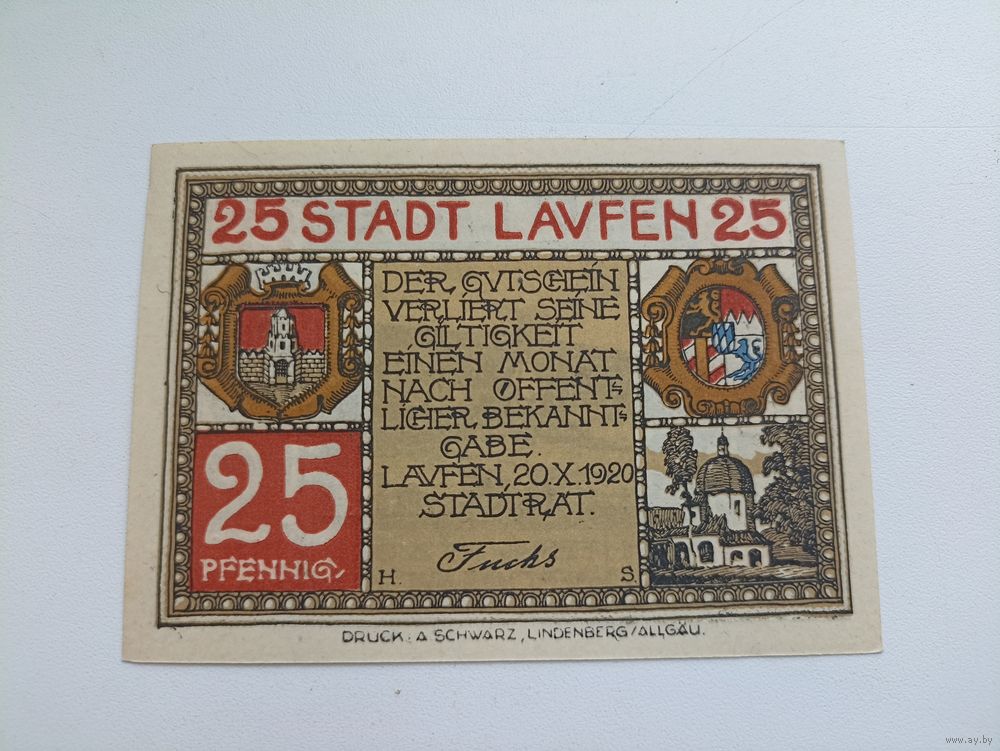 25 STADT LAVFEN 25
DER GVTSCHEIN
VERLIERT SEINE
GILTIGKEIT
EINEN MONAT
NACH OFFENT=
LICHER BEKANNT=
GABE.
LAVFEN, 20.X.1920
STADTRAT.
Fuchs
H. S.
25
PFENNIG.
DRUCK: A SCHWARZ, LINDENBERG/ALLGÄU.
www.ay.by